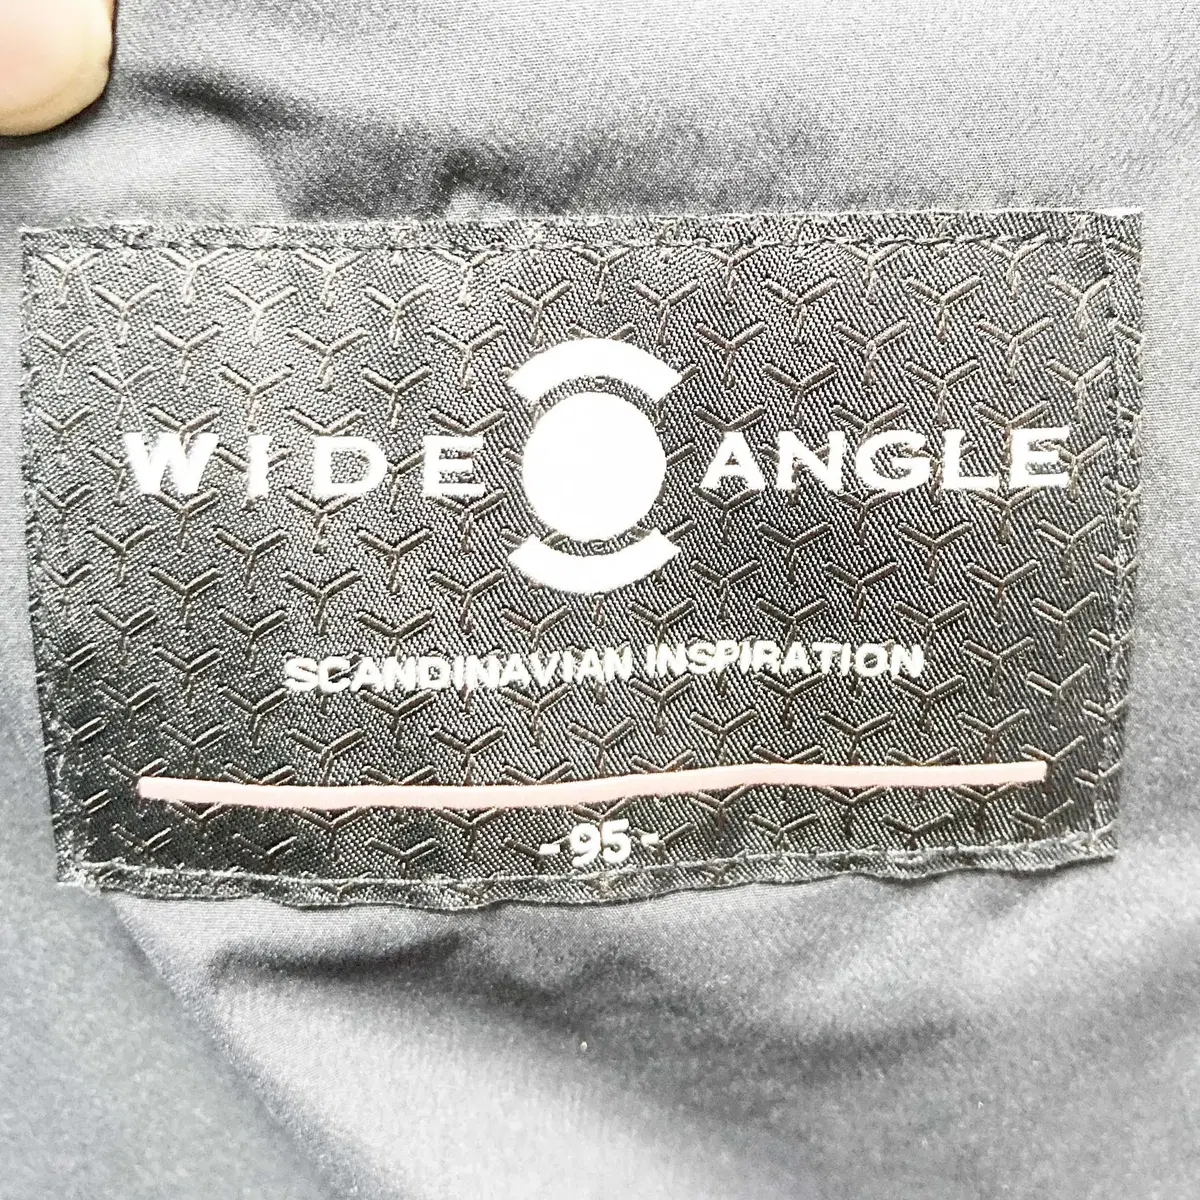 WIDE ANGLE
SCANDINAVIAN INSPIRATION
-95-